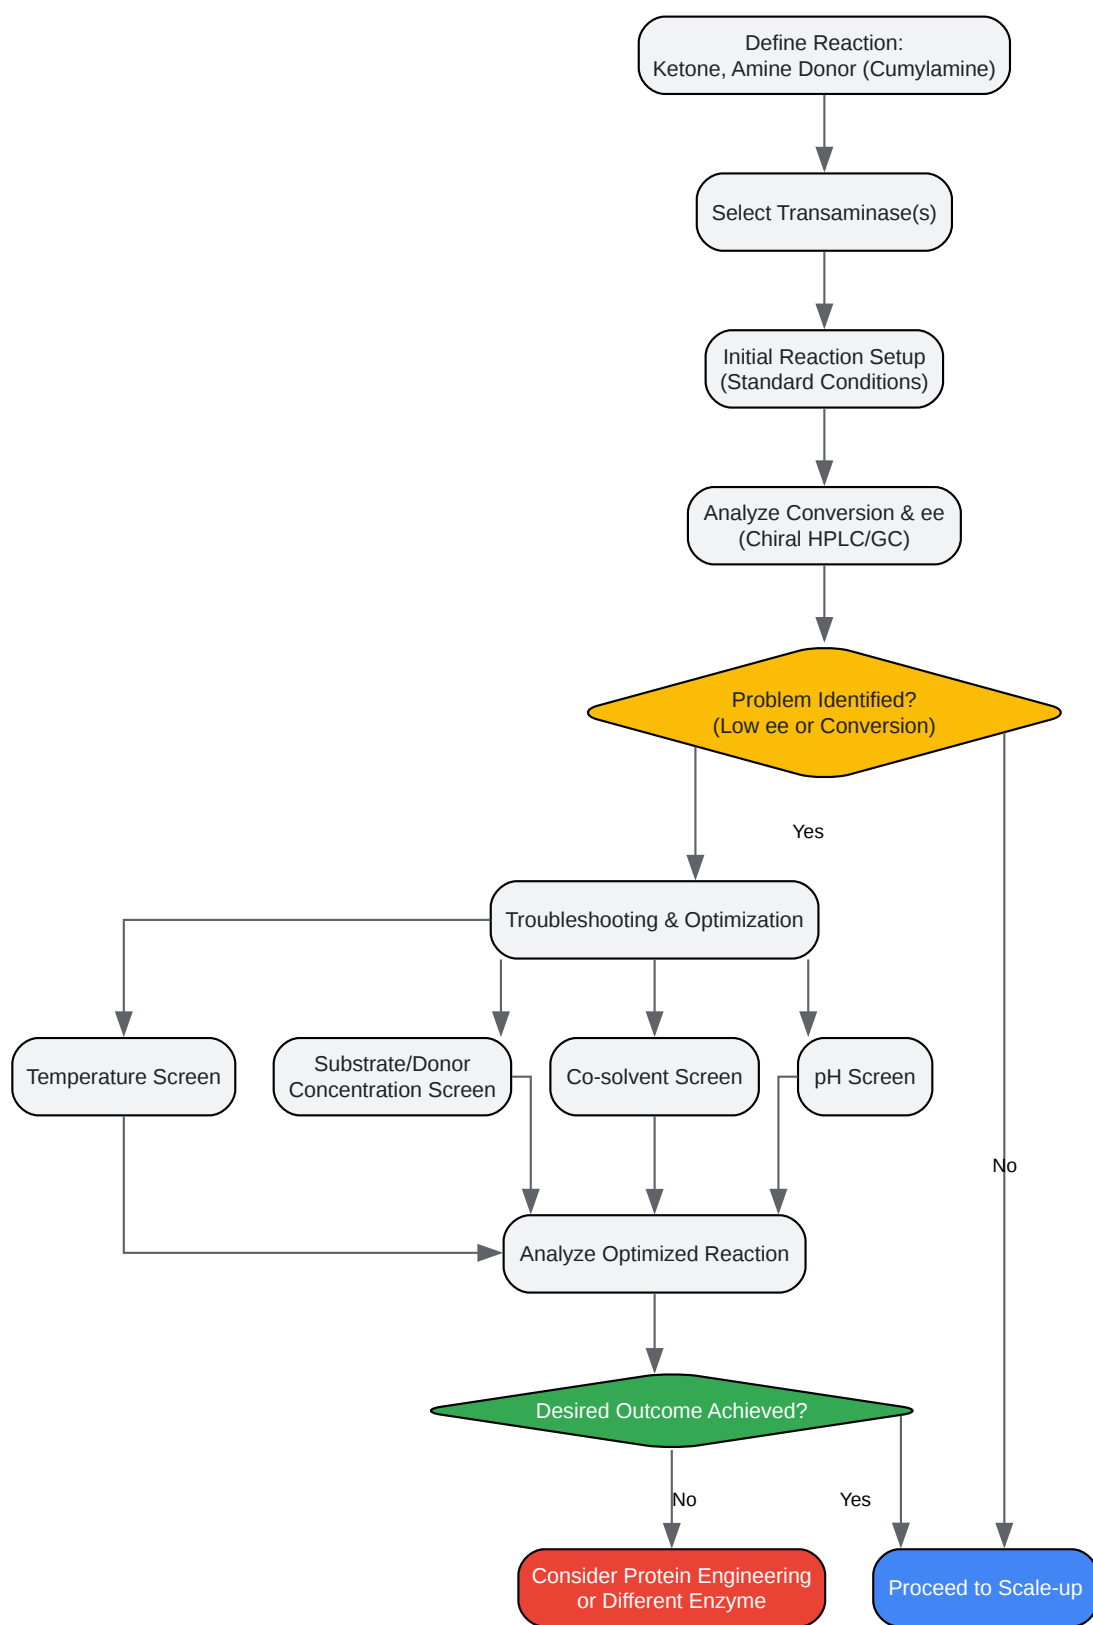 Define Reaction:
Ketone, Amine Donor (Cumylamine)
Select Transaminase(s)
Initial Reaction Setup
(Standard Conditions)
Analyze Conversion & ee
(Chiral HPLC/GC)
Problem Identified?
(Low ee or Conversion)
Yes
Troubleshooting & Optimization
Temperature Screen
Substrate/Donor
Concentration Screen
Co-solvent Screen
pH Screen
No
Analyze Optimized Reaction
Desired Outcome Achieved?
No
Yes
Consider Protein Engineering
or Different Enzyme
Proceed to Scale-up